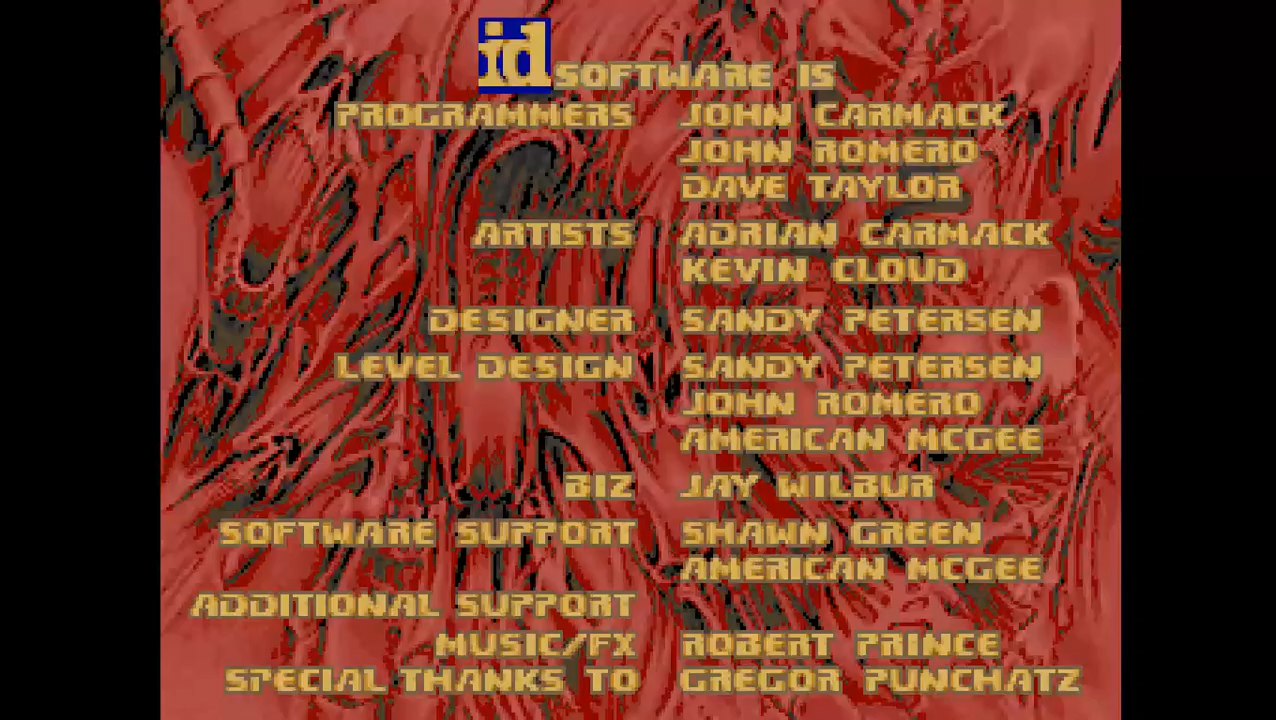 id SOFTWARE IS
PROGRAMMERS JOHN CARMACK
JOHN ROMERO
DAVE TAYLOR
ARTISTS ADRIAN CARMACK
KEVIN CLOUD
DESIGNER SANDY PETERSEN
LEVEL DESIGN SANDY PETERSEN
JOHN ROMERO
AMERICAN MCGEE
BIZ JAY WILBUR
SOFTWARE SUPPORT SHAWN GREEN
AMERICAN MCGEE
ADDITIONAL SUPPORT
MUSIC/FX ROBERT PRINCE
SPECIAL THANKS TO GREGOR PUNCHATZ